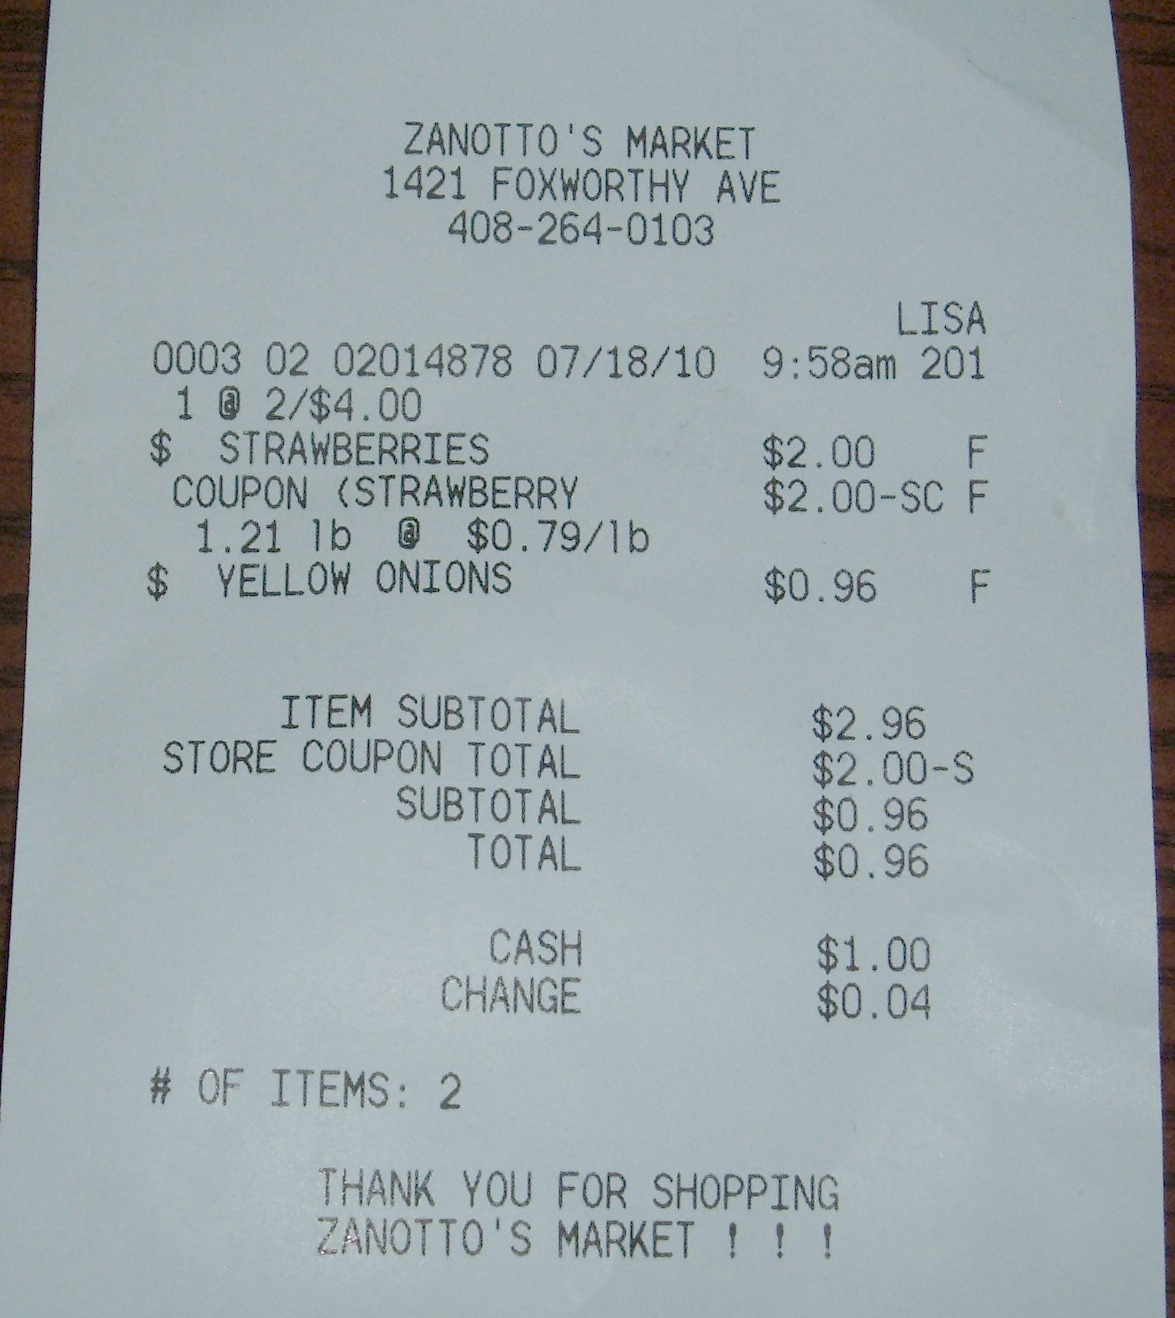 ZANOTTO'S MARKET
1421 FOXWORTHY AVE
408-264-0103
LISA
0003 02 02014878 07/18/10 9:58am 201
1 @ 2/$4.00
$ STRAWBERRIES $2.00 F
COUPON (STRAWBERRY $2.00-SC F
1.21 lb @ $0.79/lb
$ YELLOW ONIONS $0.96 F
ITEM SUBTOTAL $2.96
STORE COUPON TOTAL $2.00-S
SUBTOTAL $0.96
TOTAL $0.96
CASH $1.00
CHANGE $0.04
# OF ITEMS: 2
THANK YOU FOR SHOPPING
ZANOTTO'S MARKET ! ! !